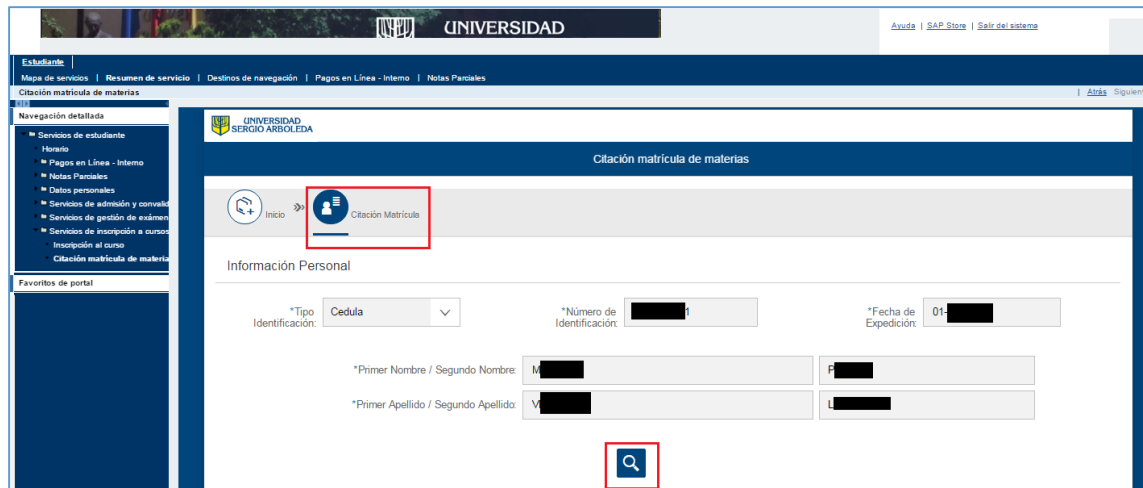 UNIVERSIDAD
Ayuda | SAP Store | Salir del sistema
Estudiante
Mapa de servicios | Resumen de servicio | Destinos de navegación | Pagos en Línea - Interno | Notas Parciales
Citación matrícula de materias
| Atrás Siguien
Navegación detallada
Servicios de estudiante
Horario
Pagos en Línea - Interno
Notas Parciales
Datos personales
Servicios de admisión y convalid
Servicios de gestión de exámen
Servicios de inscripción a cursos
Inscripción al curso
Citación matrícula de materia
Favoritos de portal
UNIVERSIDAD
SERGIO ARBOLEDA
Citación matrícula de materias
Inicio
Citación Matrícula
Información Personal
*Tipo Identificación: Cedula
*Número de Identificación: 1
*Fecha de Expedición: 01-
*Primer Nombre / Segundo Nombre: M P
*Primer Apellido / Segundo Apellido: V L